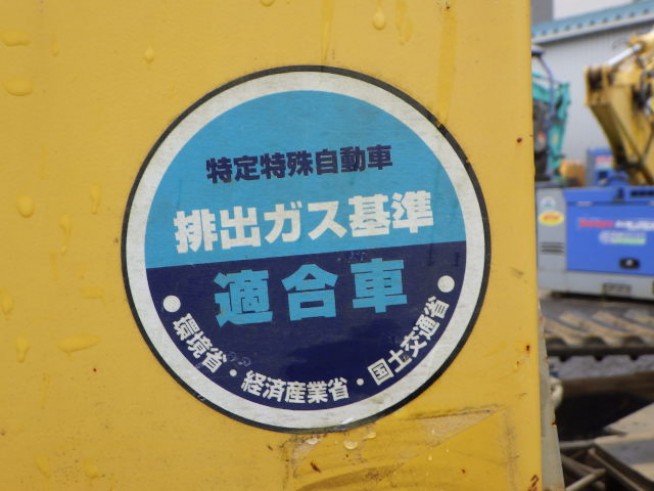 特定特殊自動車
排出ガス基準
適合車
●環境省・経済産業省・国土交通省●